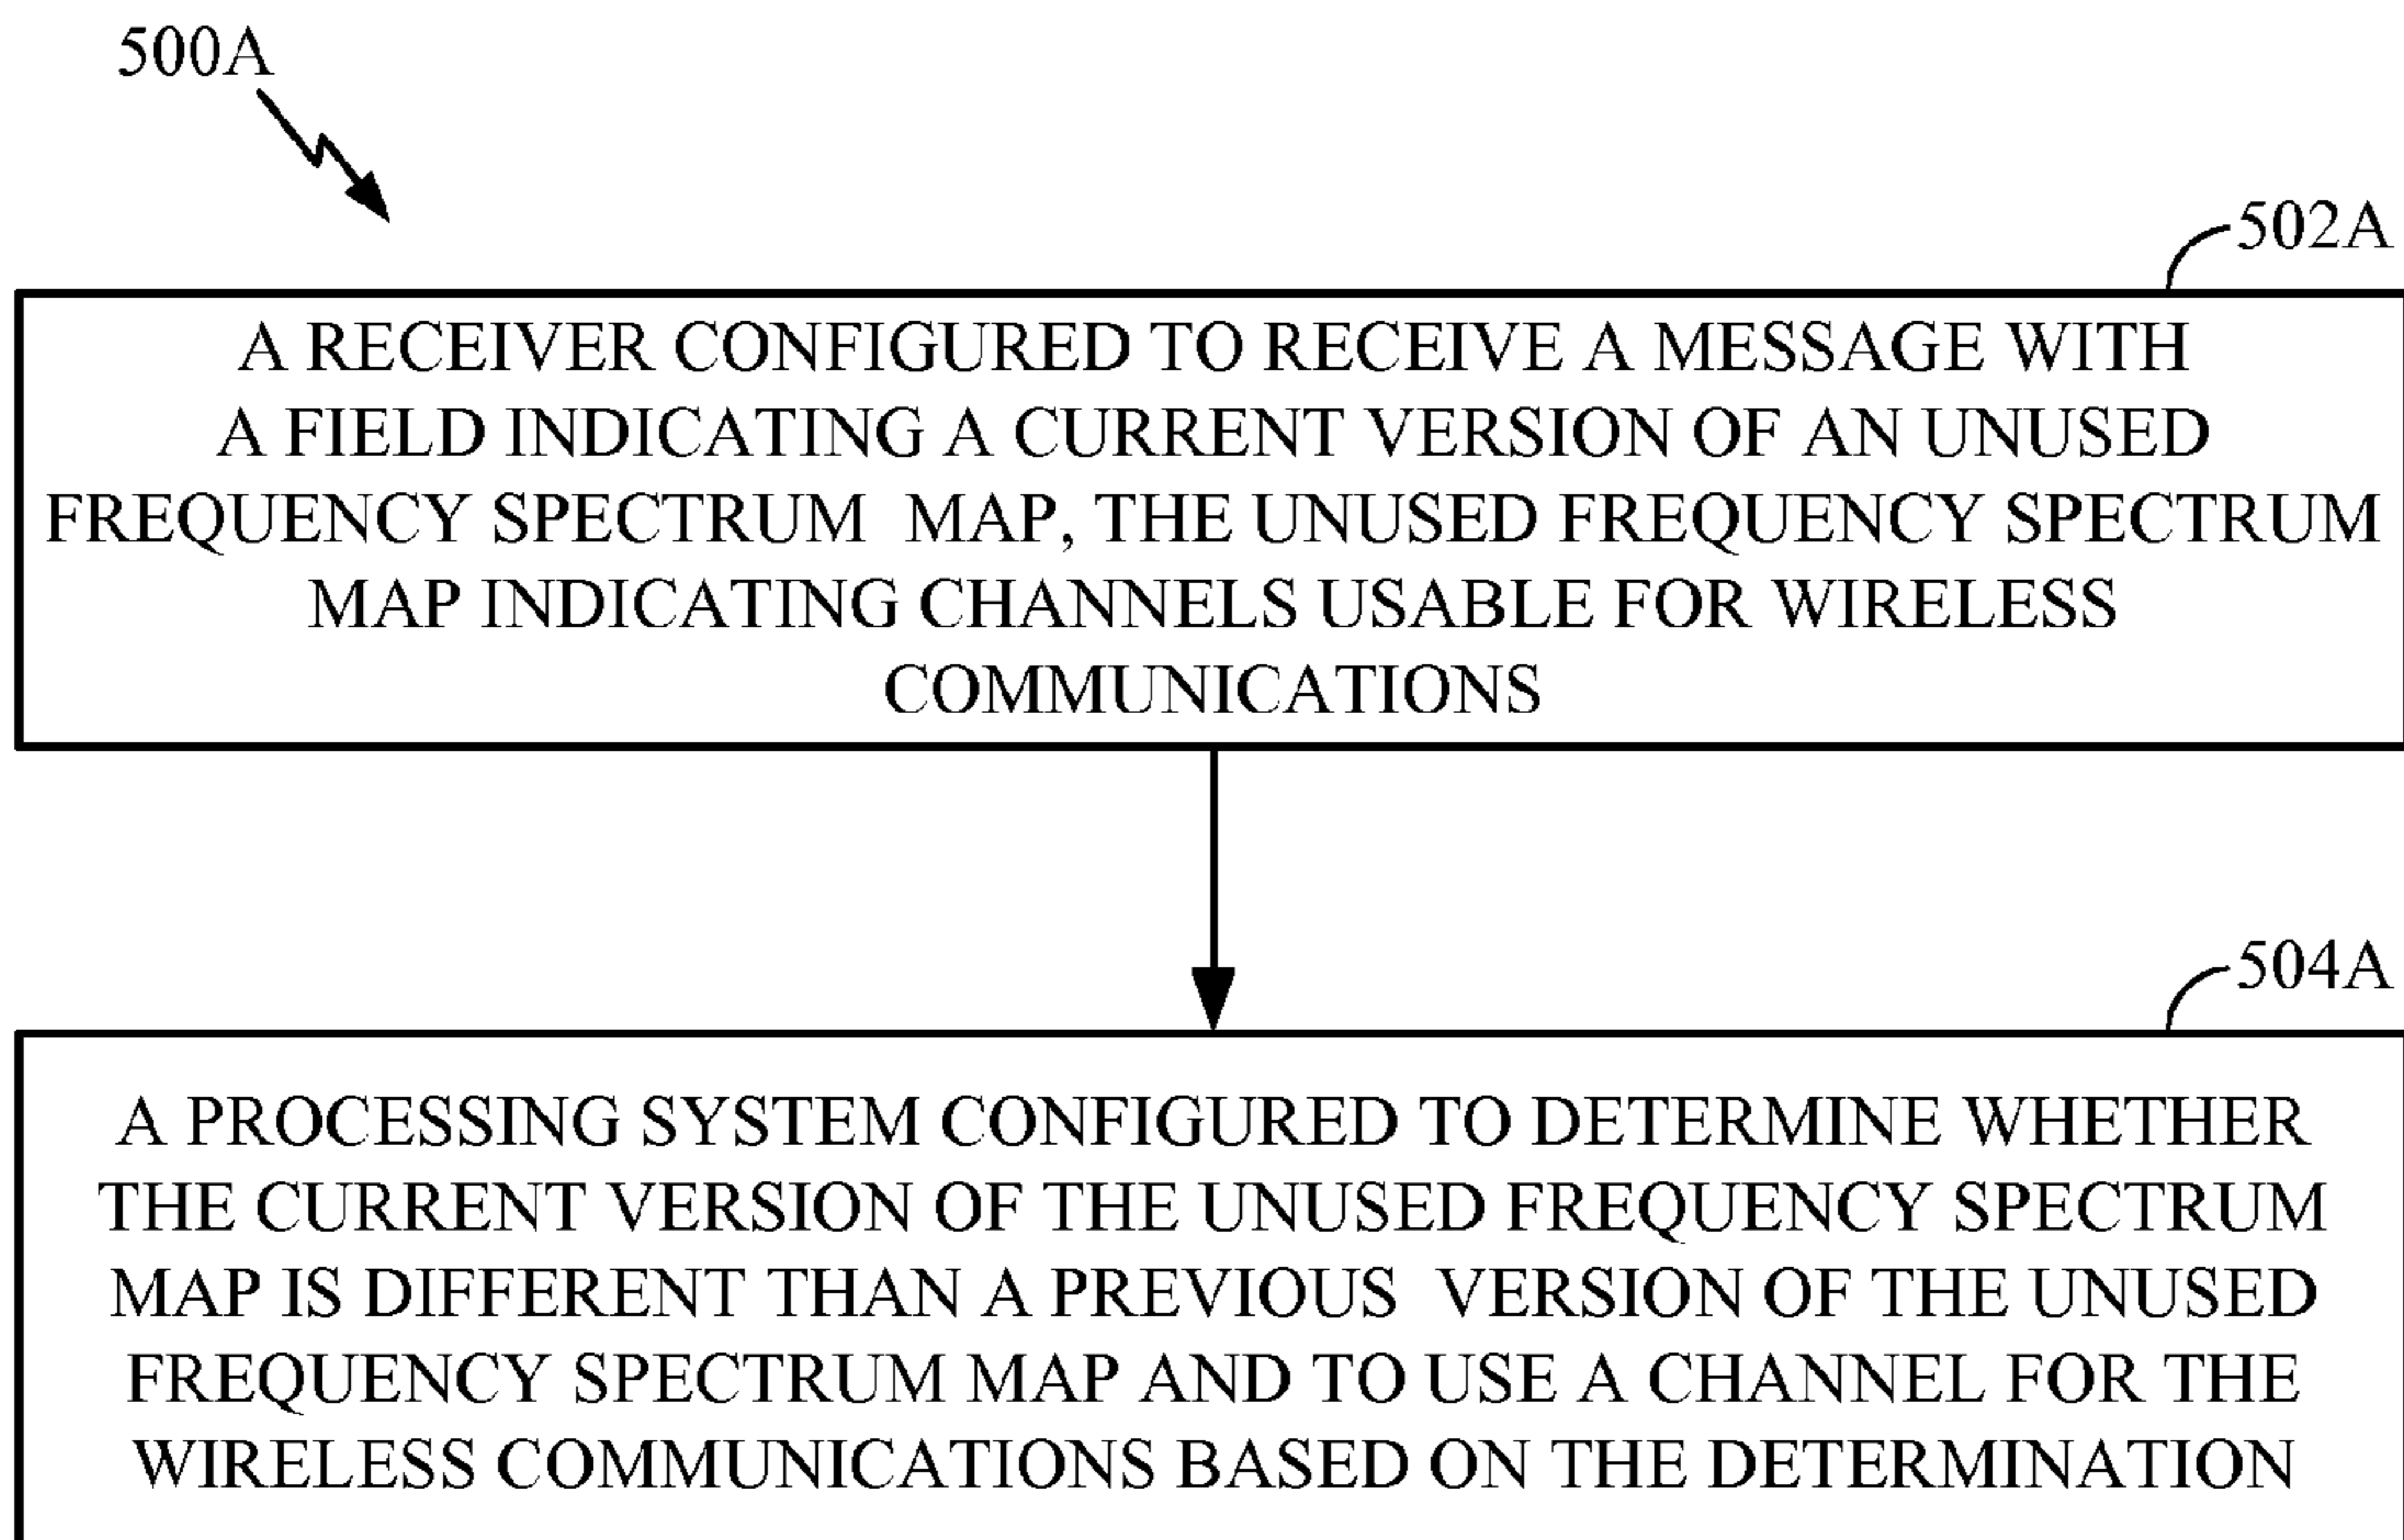 500A
502A
A RECEIVER CONFIGURED TO RECEIVE A MESSAGE WITH
A FIELD INDICATING A CURRENT VERSION OF AN UNUSED
FREQUENCY SPECTRUM MAP, THE UNUSED FREQUENCY SPECTRUM
MAP INDICATING CHANNELS USABLE FOR WIRELESS
COMMUNICATIONS
504A
A PROCESSING SYSTEM CONFIGURED TO DETERMINE WHETHER
THE CURRENT VERSION OF THE UNUSED FREQUENCY SPECTRUM
MAP IS DIFFERENT THAN A PREVIOUS VERSION OF THE UNUSED
FREQUENCY SPECTRUM MAP AND TO USE A CHANNEL FOR THE
WIRELESS COMMUNICATIONS BASED ON THE DETERMINATION